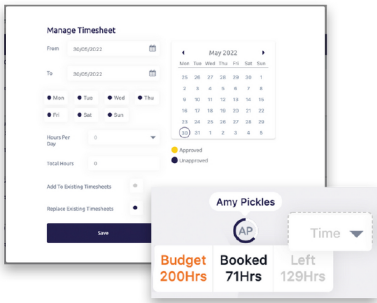 Manage Timesheet
From 30/05/2022
To 30/05/2022
Mon Tue Wed Thu
Fri Sat Sun
Hours Per Day 0
Total Hours 0
Add To Existing Timesheets
Replace Existing Timesheets
Save
May 2022
Mon Tue Wed Thu Fri Sat Sun
25 26 27 28 29 30 1
2 3 4 5 6 7 8
9 10 11 12 13 14 15
16 17 18 19 20 21 22
23 24 25 26 27 28 29
30 31 1 2 3 4 5
Approved
Unapproved
Amy Pickles
AP
Time
Budget Booked Left
200Hrs 71Hrs 129Hrs